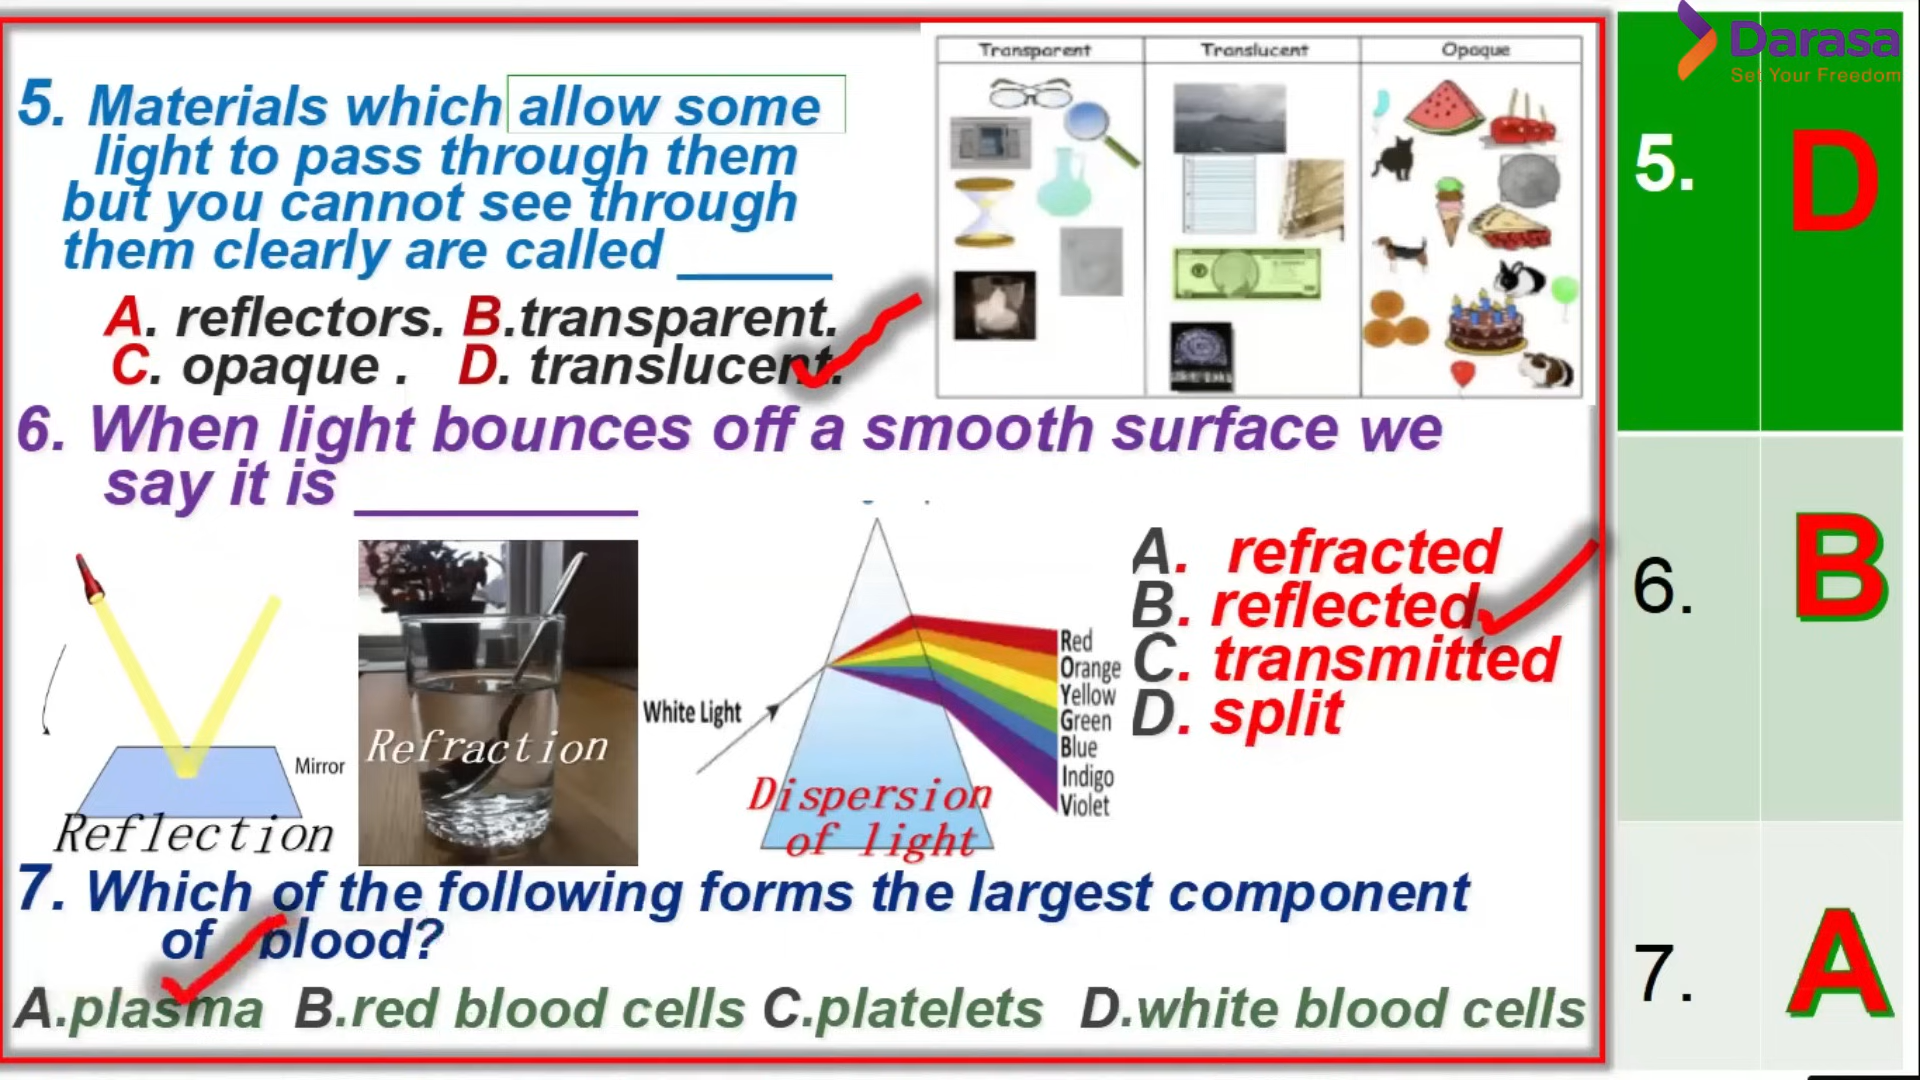 Darasa
Set Your Freedom
Transparent Translucent Opaque
5. Materials which allow some
light to pass through them
but you cannot see through
them clearly are called _____
A. reflectors. B.transparent.
C. opaque . D. translucent.
5. D
6. When light bounces off a smooth surface we
say it is _________
Mirror
Reflection
Refraction
White Light
Red
Orange
Yellow
Green
Blue
Indigo
Violet
Dispersion
of light
A. refracted
B. reflected
C. transmitted
D. split
6. B
7. Which of the following forms the largest component
of blood?
A.plasma B.red blood cells C.platelets D.white blood cells
7. A